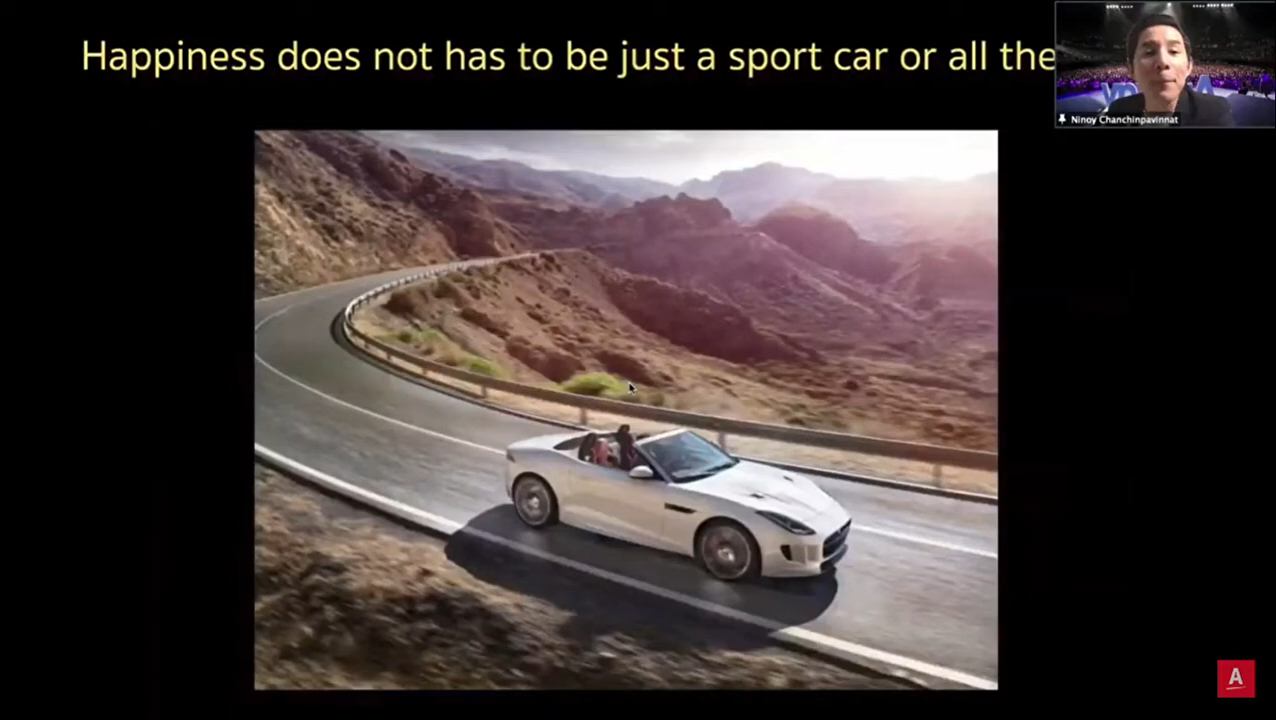 Happiness does not has to be just a sport car or all the
Ninoy Chanchinpavinnat
A